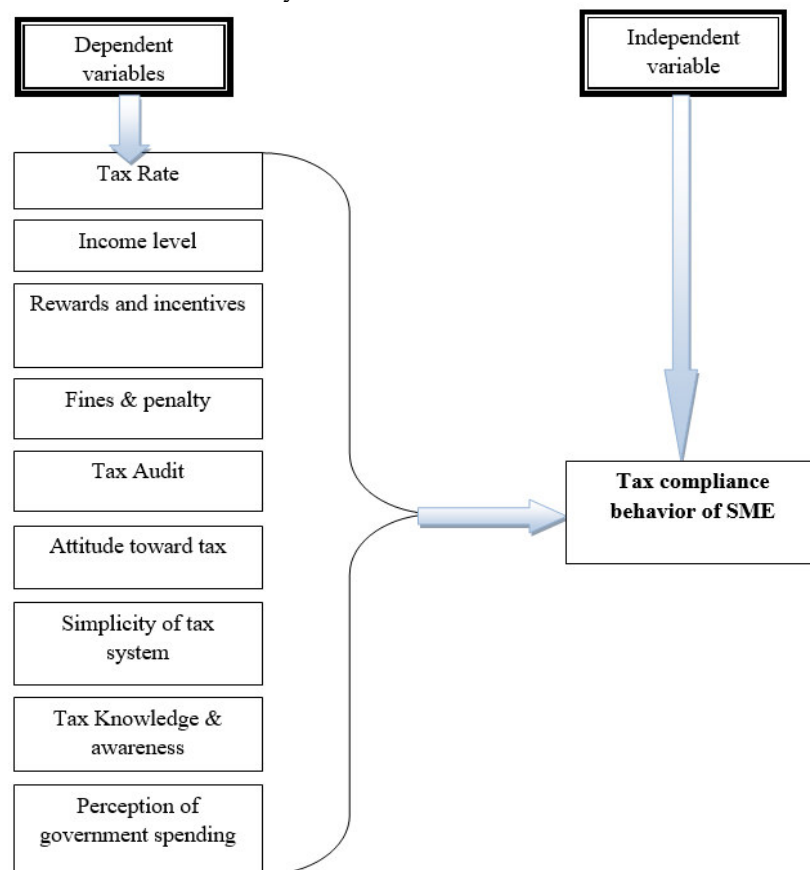 Dependent
variables
Independent
variable
Tax Rate
Income level
Rewards and incentives
Fines & penalty
Tax Audit
Attitude toward tax
Simplicity of tax
system
Tax Knowledge &
awareness
Perception of
government spending
Tax compliance
behavior of SME